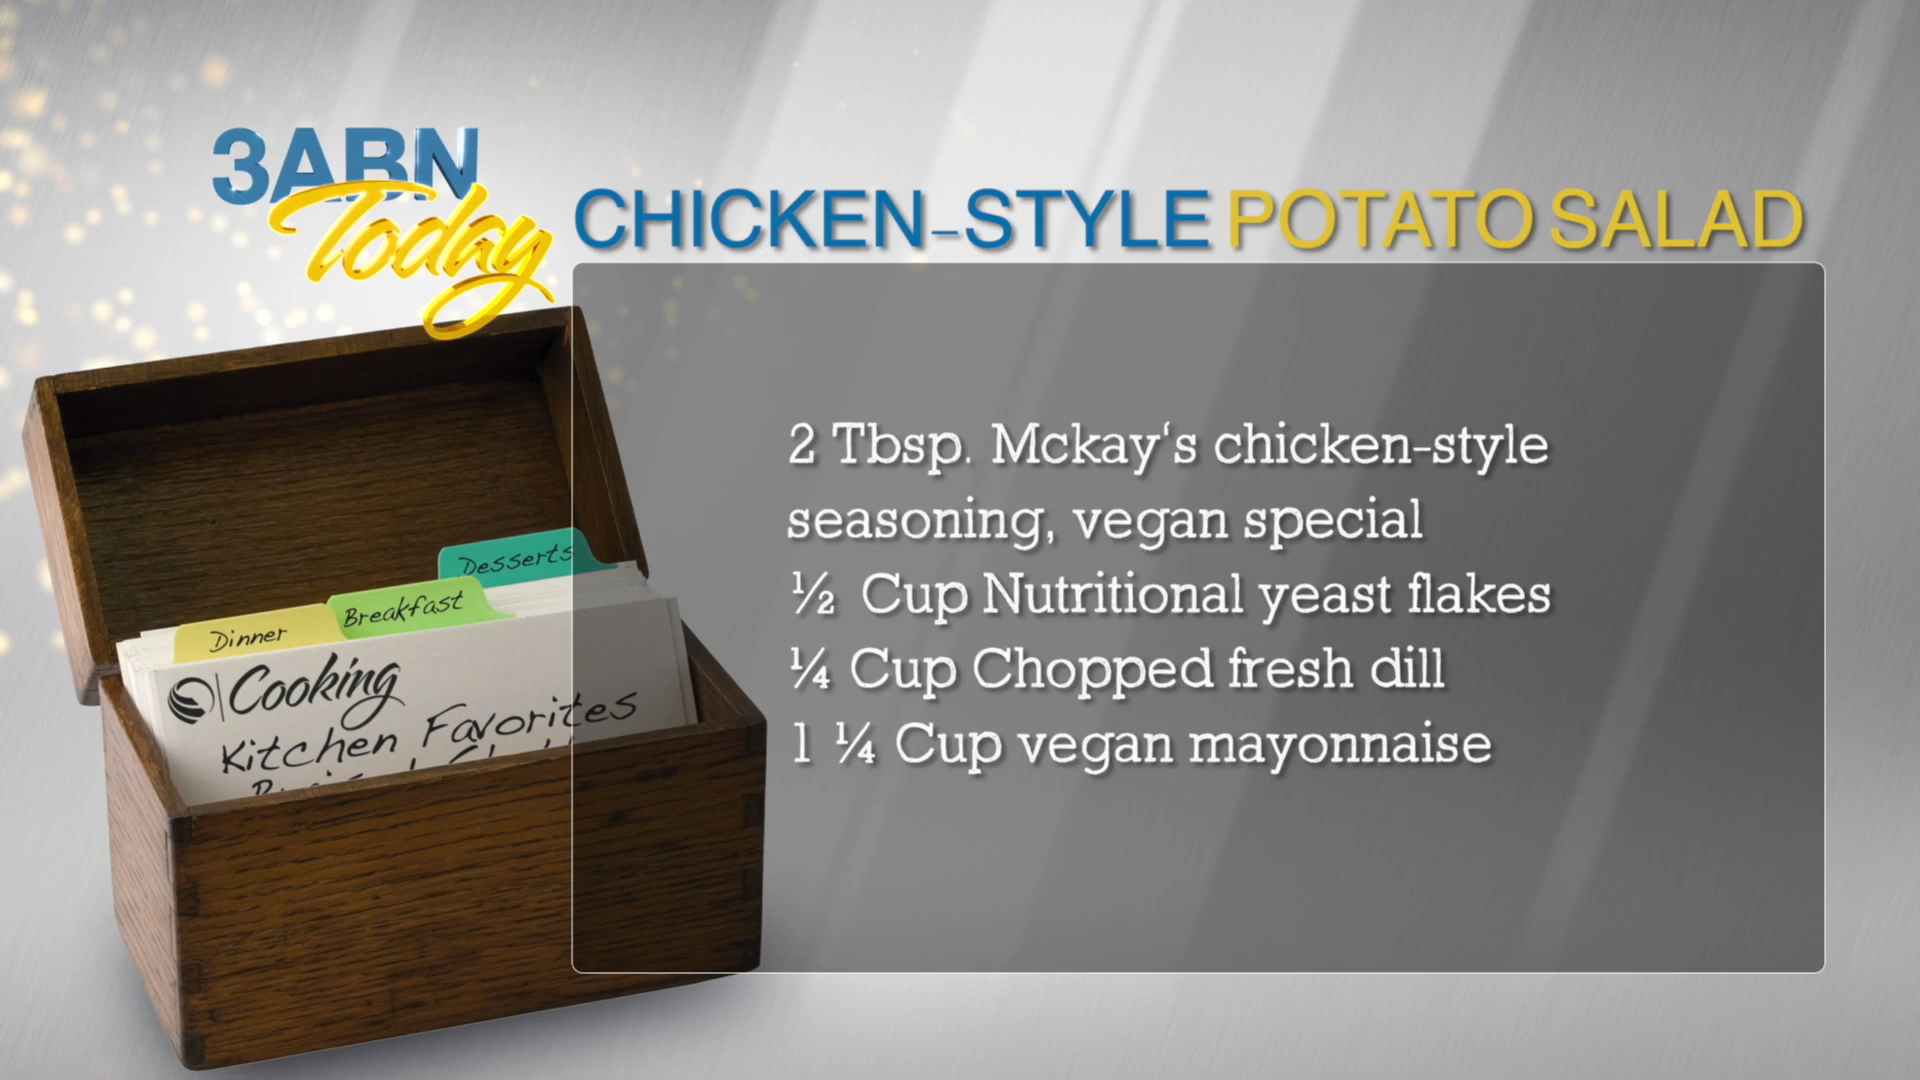 3ABN
Today
CHICKEN-STYLE POTATO SALAD
2 Tbsp. Mckay's chicken-style
seasoning, vegan special
½ Cup Nutritional yeast flakes
¼ Cup Chopped fresh dill
1 ¼ Cup vegan mayonnaise
Desserts
Breakfast
Dinner
Cooking
Kitchen Favorites